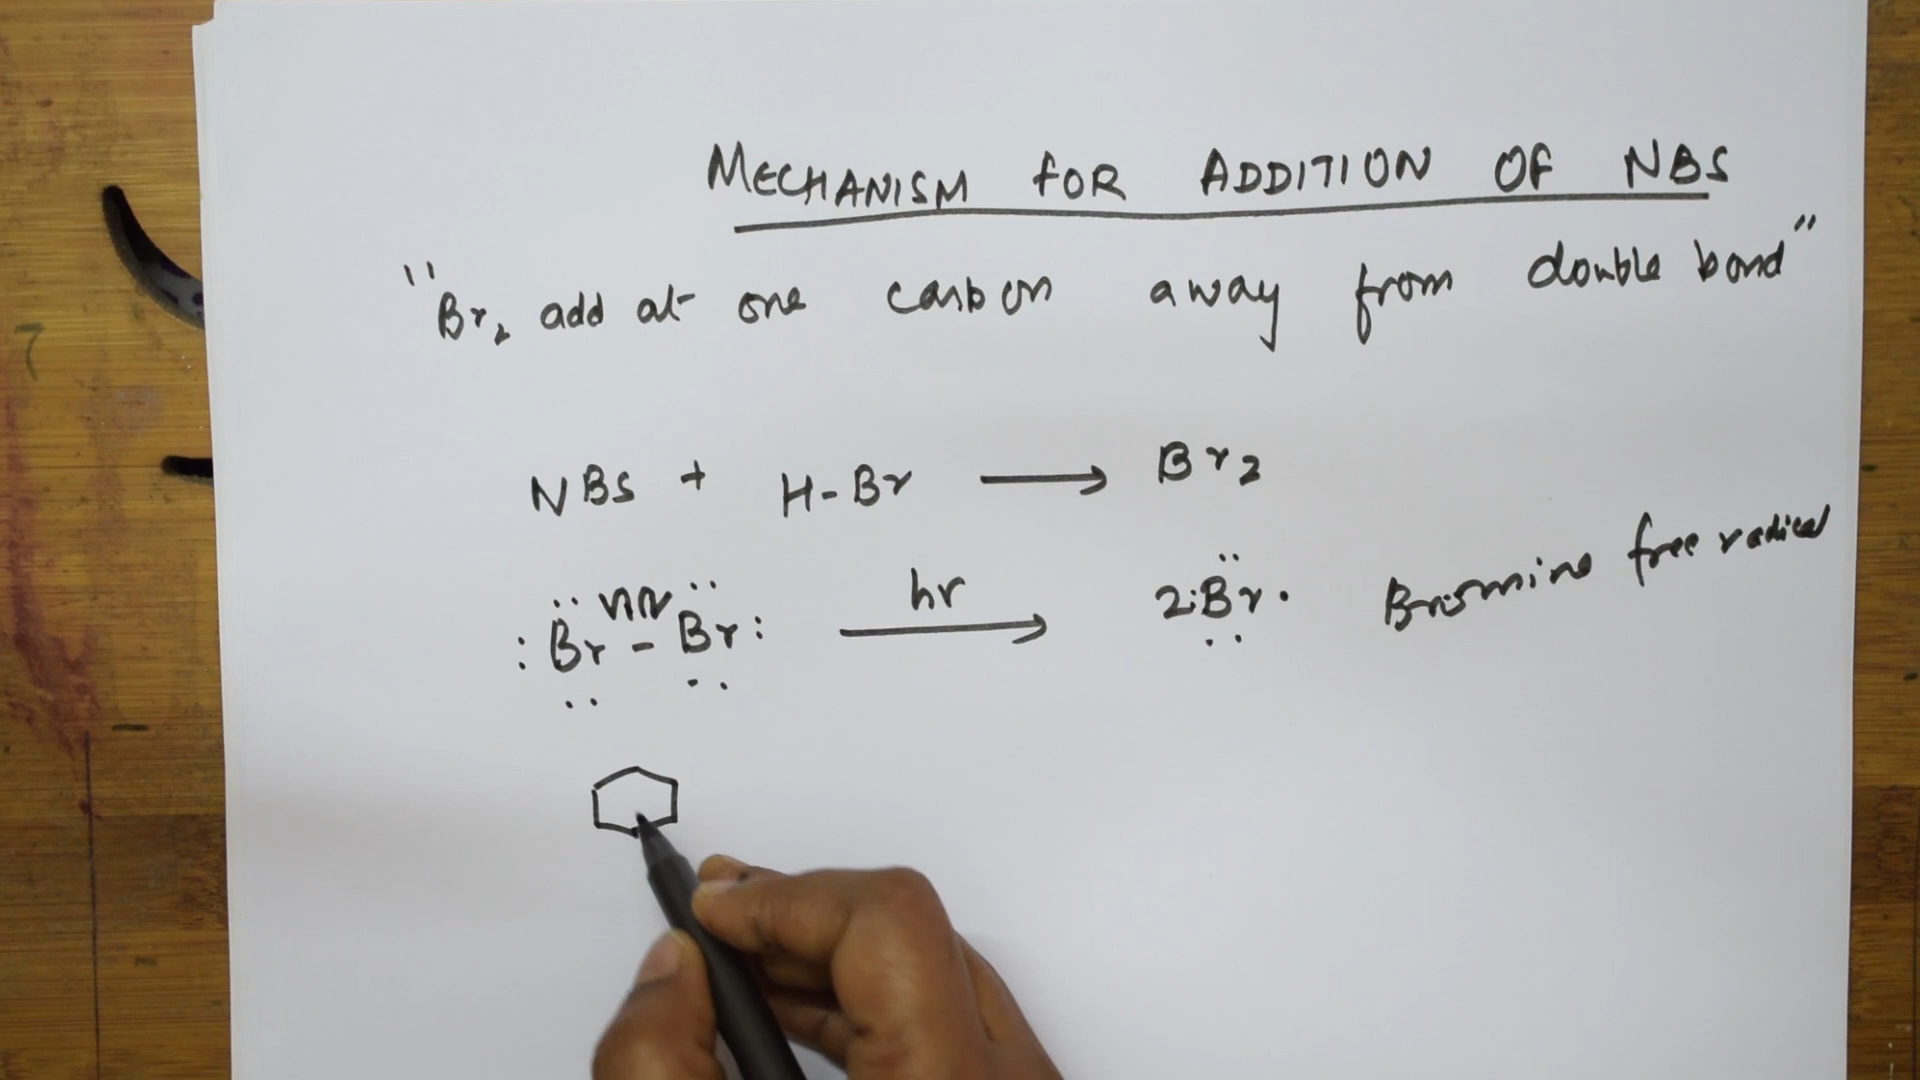 MECHANISM FOR ADDITION OF NBS
"Br2 add at one carbon away from double bond"
NBS + H-Br → Br2
:Br - Br: hv → 2:Br· Bromine free radical